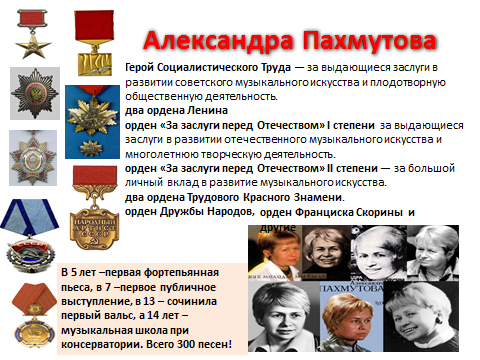 Александра Пахмутова
Герой Социалистического Труда — за выдающиеся заслуги в
развитии советского музыкального искусства и плодотворную
общественную деятельность.
два ордена Ленина
орден «За заслуги перед Отечеством» I степени за выдающиеся
заслуги в развитии отечественного музыкального искусства и
многолетнюю творческую деятельность.
орден «За заслуги перед Отечеством» II степени — за большой
личный вклад в развитие музыкального искусства.
два ордена Трудового Красного Знамени.
орден Дружбы Народов, орден Франциска Скорины и
другие
НАРОДНЫЙ
АРТИСТ
СССР
В 5 лет –первая фортепьянная
пьеса, в 7 –первое публичное
выступление, в 13 – сочинила
первый вальс, а 14 лет –
музыкальная школа при
консерватории. Всего 300 песен!
Александра
ПАХМУТОВА